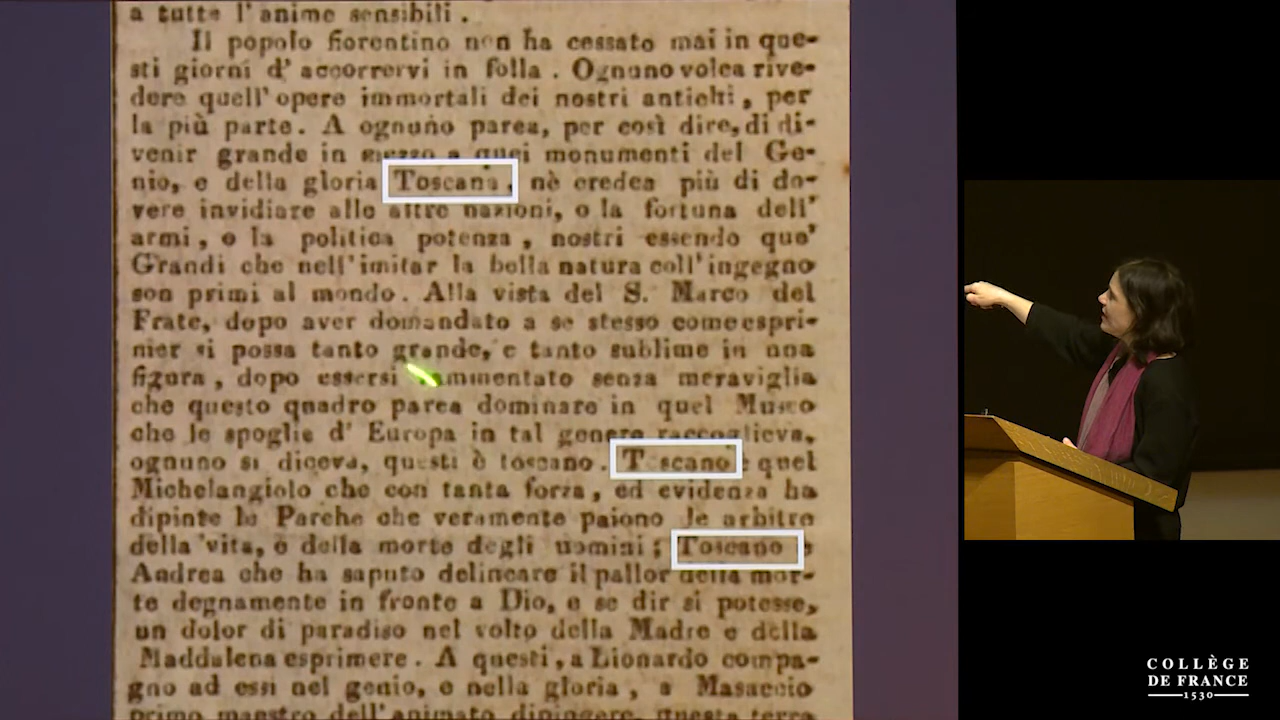 a tutte l'anime sensibili.
Il popolo fiorentino non ha cessato mai in que-
sti giorni d'accorrervi in folla. Ognuno volea rive-
dere quell'opere immortali dei nostri antichi, per
la più parte. A ognuno parea, per così dire, di di-
venir grande in mezzo a quei monumenti del Ge-
nio, e della gloria Toscana, nè credea più di do-
vere invidiare alle altre nazioni, o la fortuna dell'
armi, o la politica potenza, nostri essendo que'
Grandi che nell'imitar la bella natura coll'ingegno
son primi al mondo. Alla vista del S. Marco del
Frate, dopo aver domandato a se stesso come espri-
mer si possa tanto grande, e tanto sublime in una
figura, dopo essersi rammentato senza meraviglia
che questo quadro parea dominare in quel Museo
che le spoglie d'Europa in tal genere raccoglieva,
ognuno si diceva, questi è toscano. Toscano è quel
Michelangiolo che con tanta forza, ed evidenza ha
dipinte le Parche che veramente paiono le arbitre
della vita, e della morte degli uomini; Toscano
Andrea che ha saputo delineare il pallor della mor-
te degnamente in fronte a Dio, e se dir si potesse,
un dolor di paradiso nel volto della Madre e della
Maddalena esprimere. A questi, a Lionardo compa-
gno ad essi nel genio, e nella gloria, a Masaccio
primo maestro dell'animato dipingere, questa terra
COLLÈGE
DE FRANCE
1530